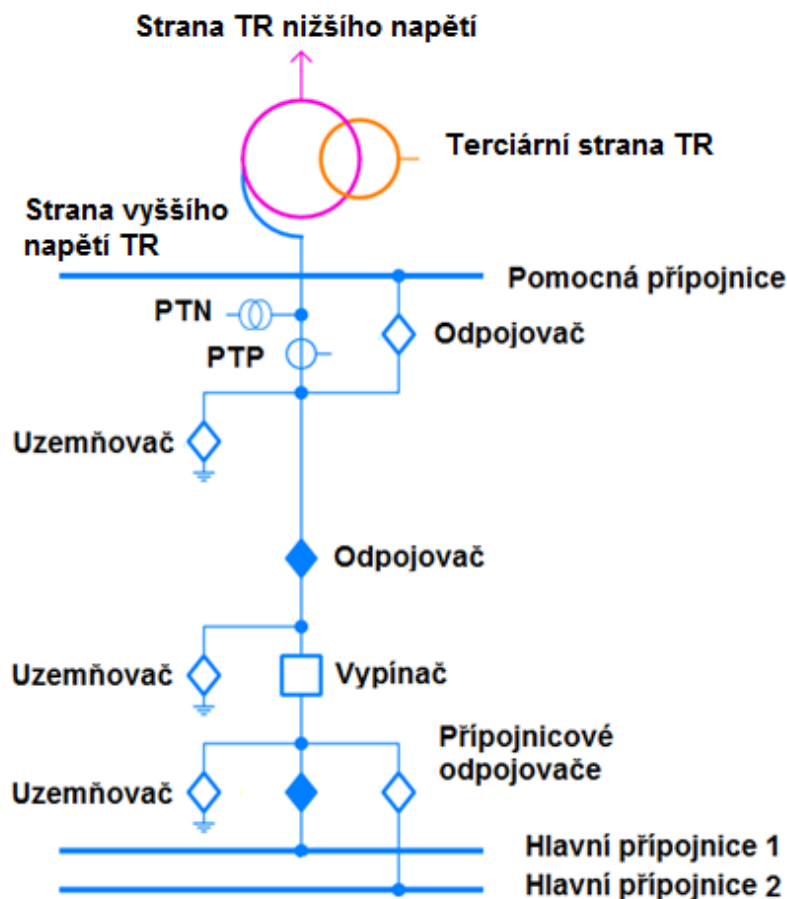 Strana TR nižšího napětí
Terciární strana TR
Strana vyššího
napětí TR
Pomocná přípojnice
PTN
Odpojovač
PTP
Uzemňovač
Odpojovač
Uzemňovač
Vypínač
Přípojnicové
odpojovače
Uzemňovač
Hlavní přípojnice 1
Hlavní přípojnice 2